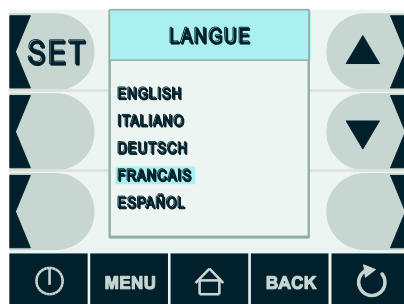 SET
LANGUE
ENGLISH
ITALIANO
DEUTSCH
FRANCAIS
ESPAÑOL
MENU
BACK